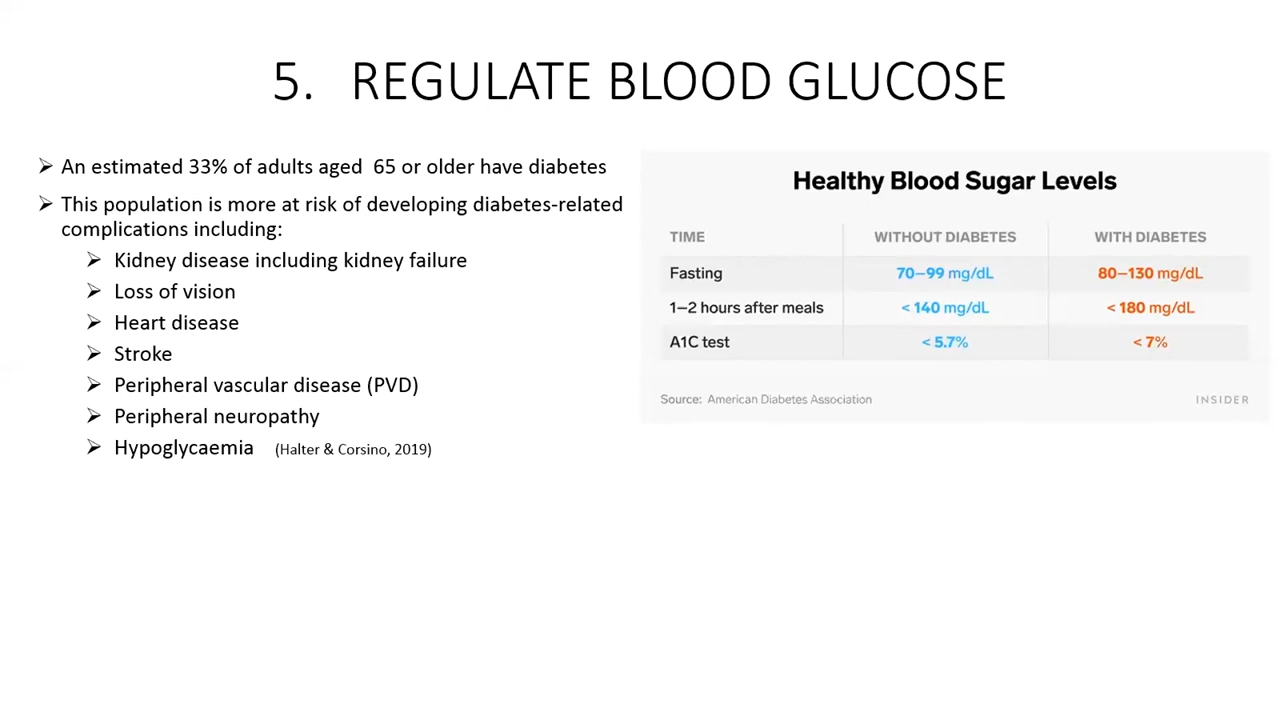 5. REGULATE BLOOD GLUCOSE
➢ An estimated 33% of adults aged  65 or older have diabetes
➢ This population is more at risk of developing diabetes-related
complications including:
➢ Kidney disease including kidney failure
➢ Loss of vision
➢ Heart disease
➢ Stroke
➢ Peripheral vascular disease (PVD)
➢ Peripheral neuropathy
➢ Hypoglycaemia (Halter & Corsino, 2019)
Healthy Blood Sugar Levels
TIME WITHOUT DIABETES WITH DIABETES
Fasting 70–99 mg/dL 80–130 mg/dL
1–2 hours after meals < 140 mg/dL < 180 mg/dL
A1C test < 5.7% < 7%
Source: American Diabetes Association INSIDER